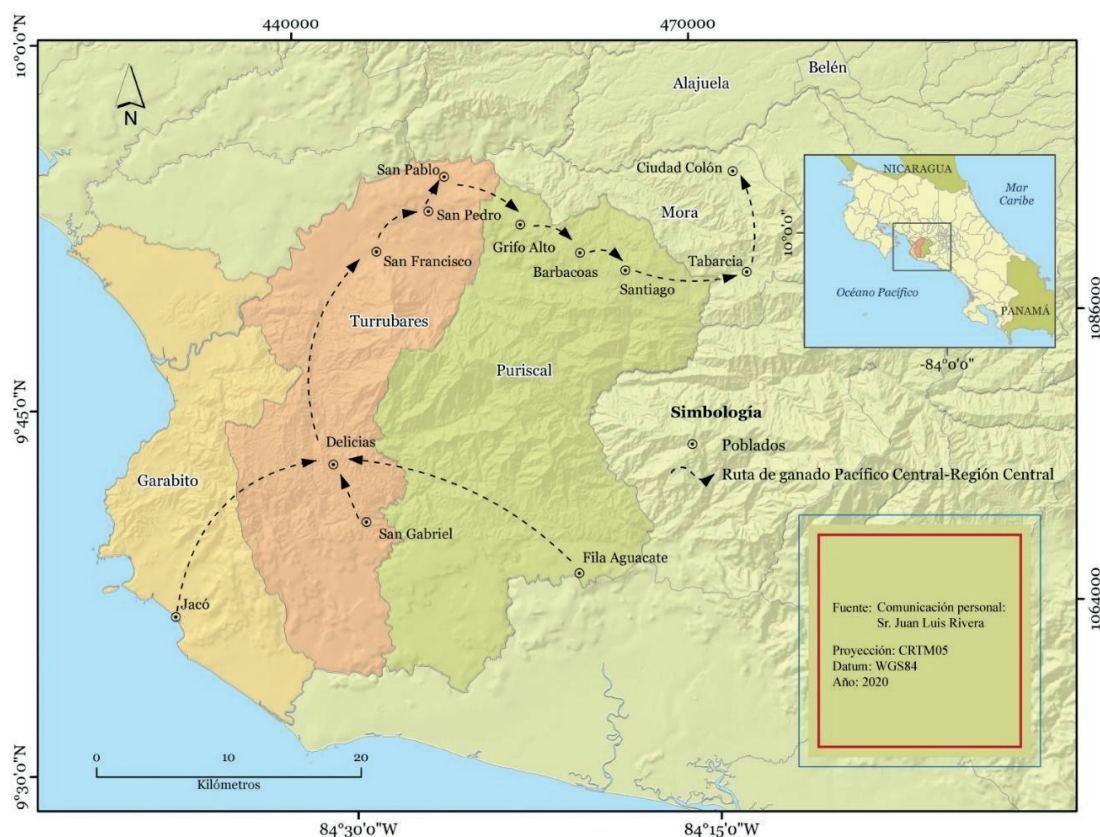 440000
470000
10°0'0"N
Belén
Alajuela
N
San Pablo
Ciudad Colón
NICARAGUA
Mar
Caribe
San Pedro
Mora
10°0'0"
Grifo Alto
San Francisco
Barbacoas
Tabarcia
Santiago
Océano Pacífico
PANAMÁ
1086000
Turrubares
-84°0'0"
Puriscal
9°45'0"N
Simbología
Delicias
Poblados
Garabito
Ruta de ganado Pacífico Central-Región Central
San Gabriel
Fila Aguacate
Jacó
1064000
Fuente: Comunicación personal:
Sr. Juan Luis Rivera
Proyección: CRTM05
Datum: WGS84
Año: 2020
0 10 20
Kilómetros
9°30'0"N
84°30'0"W
84°15'0"W